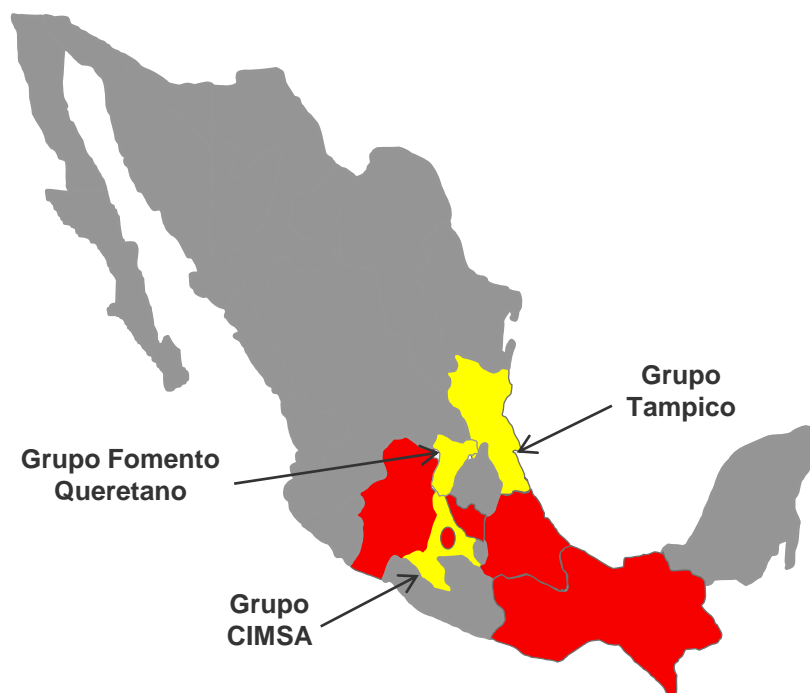 Grupo
Tampico
Grupo Fomento
Queretano
Grupo
CIMSA